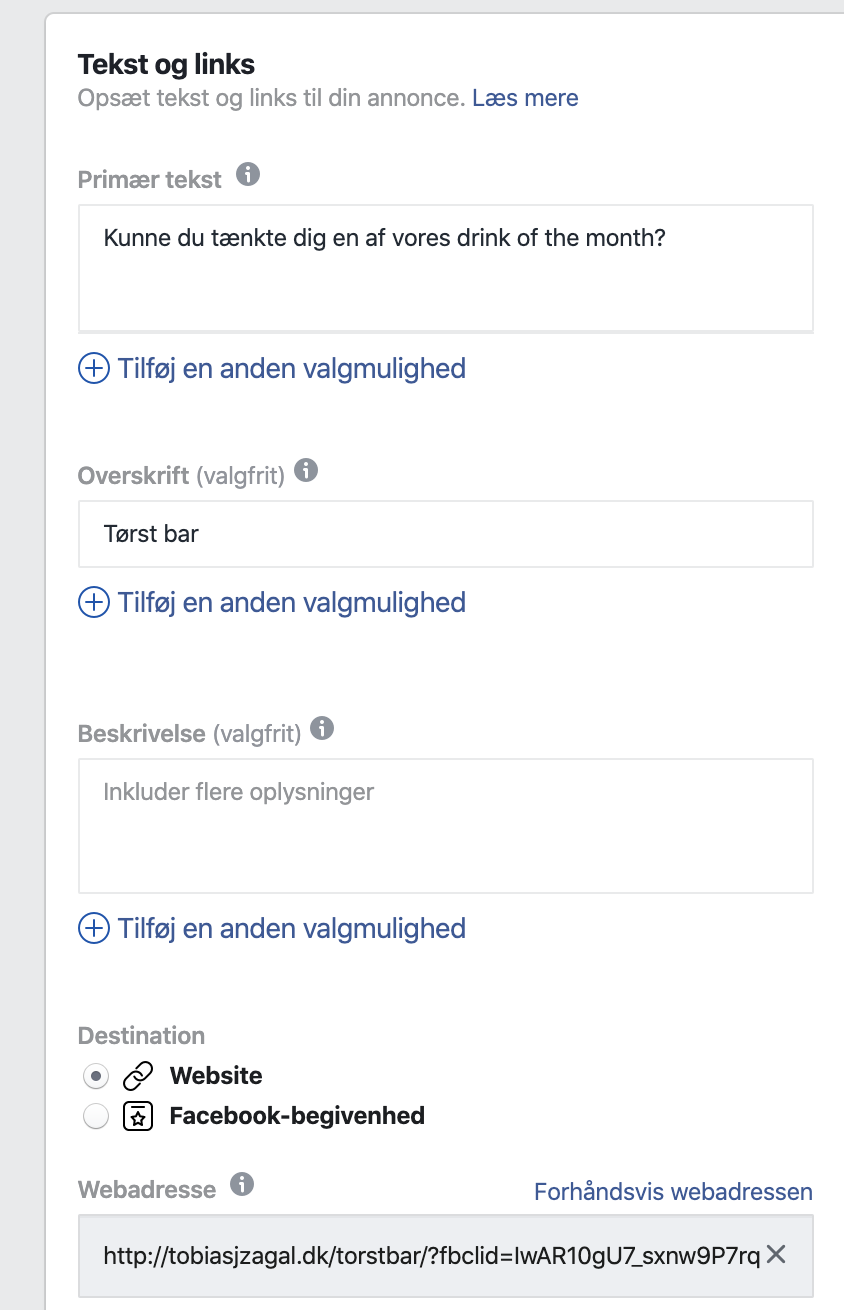 Tekst og links
Opsæt tekst og links til din annonce. Læs mere
Primær tekst
Kunne du tænkte dig en af vores drink of the month?
Tilføj en anden valgmulighed
Overskrift (valgfrit)
Tørst bar
Tilføj en anden valgmulighed
Beskrivelse (valgfrit)
Inkluder flere oplysninger
Tilføj en anden valgmulighed
Destination
Website
Facebook-begivenhed
Webadresse Forhåndsvis webadressen
http://tobiasjzagal.dk/torstbar/?fbclid=IwAR10gU7_sxnw9P7rq